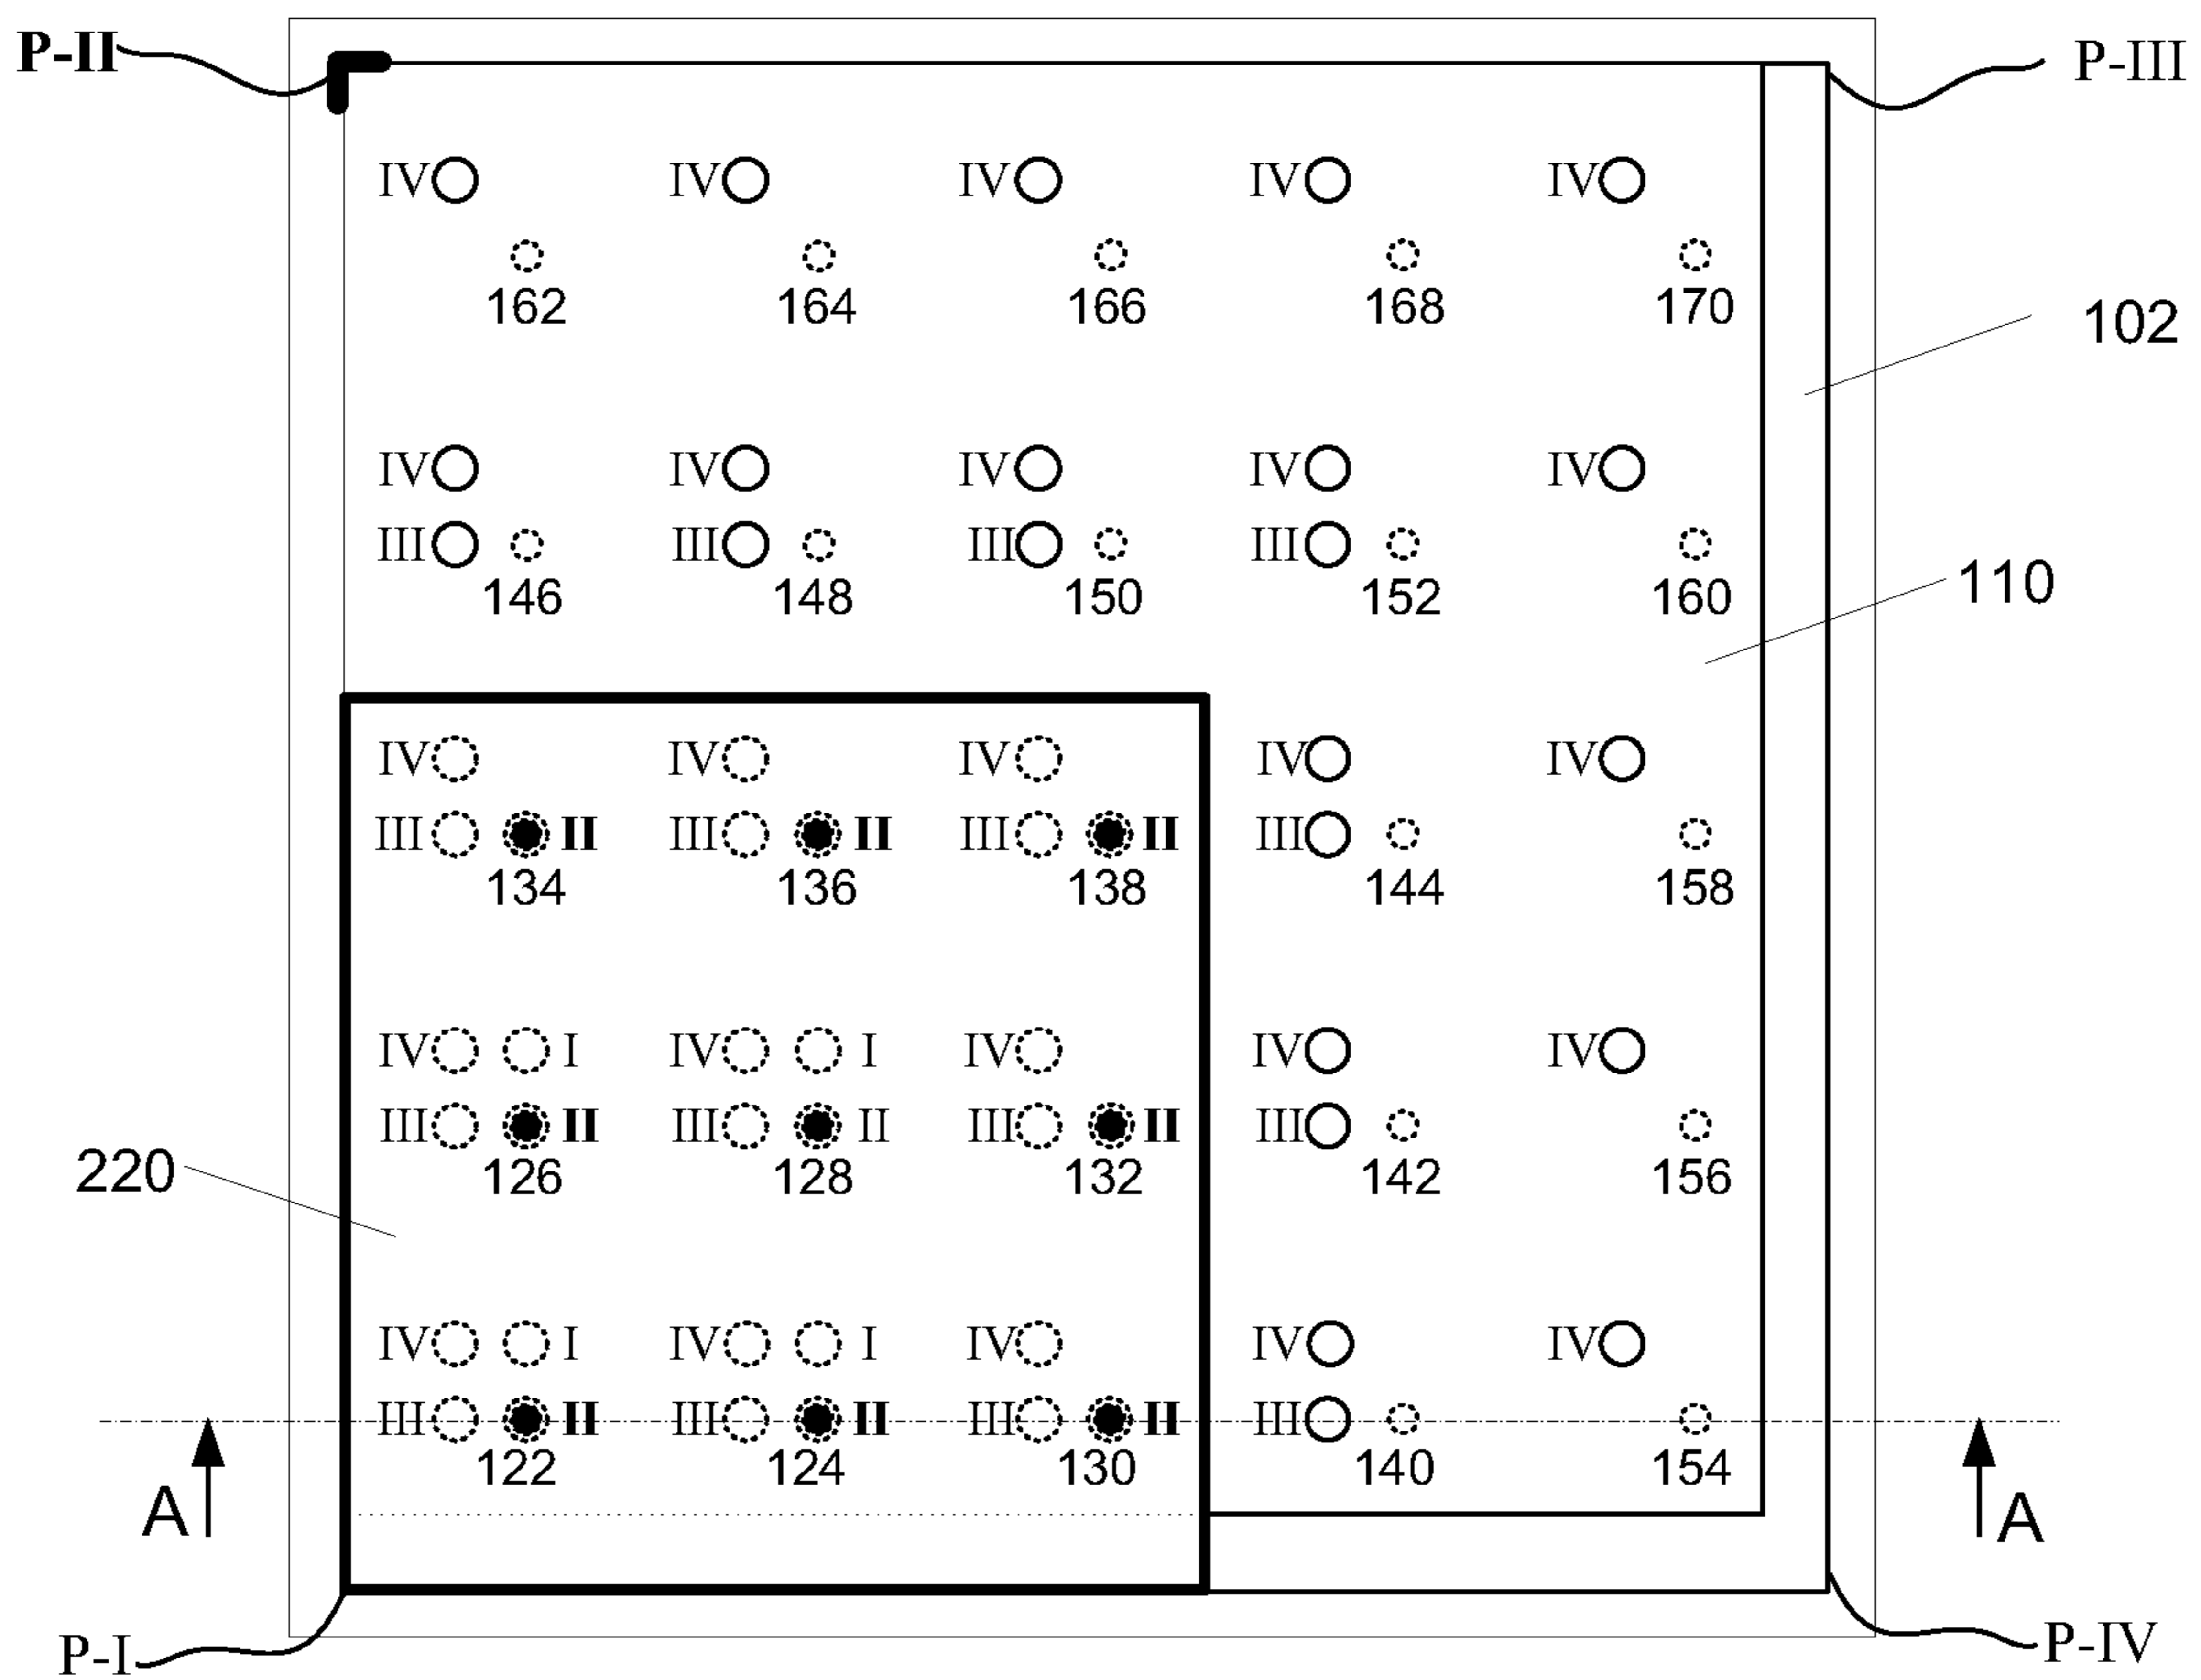 P-II P-III
IV IV IV IV IV
162 164 166 168 170
102
IV IV IV IV IV
III III III III
110
146 148 150 152 160
IV IV IV IV IV
III II III II III II III
134 136 138 144 158
IV I IV I IV IV IV
III II III II III II III
220
126 128 132 142 156
IV I IV I IV IV IV
III II III II III II III
122 124 130 140 154
A A
P-I P-IV